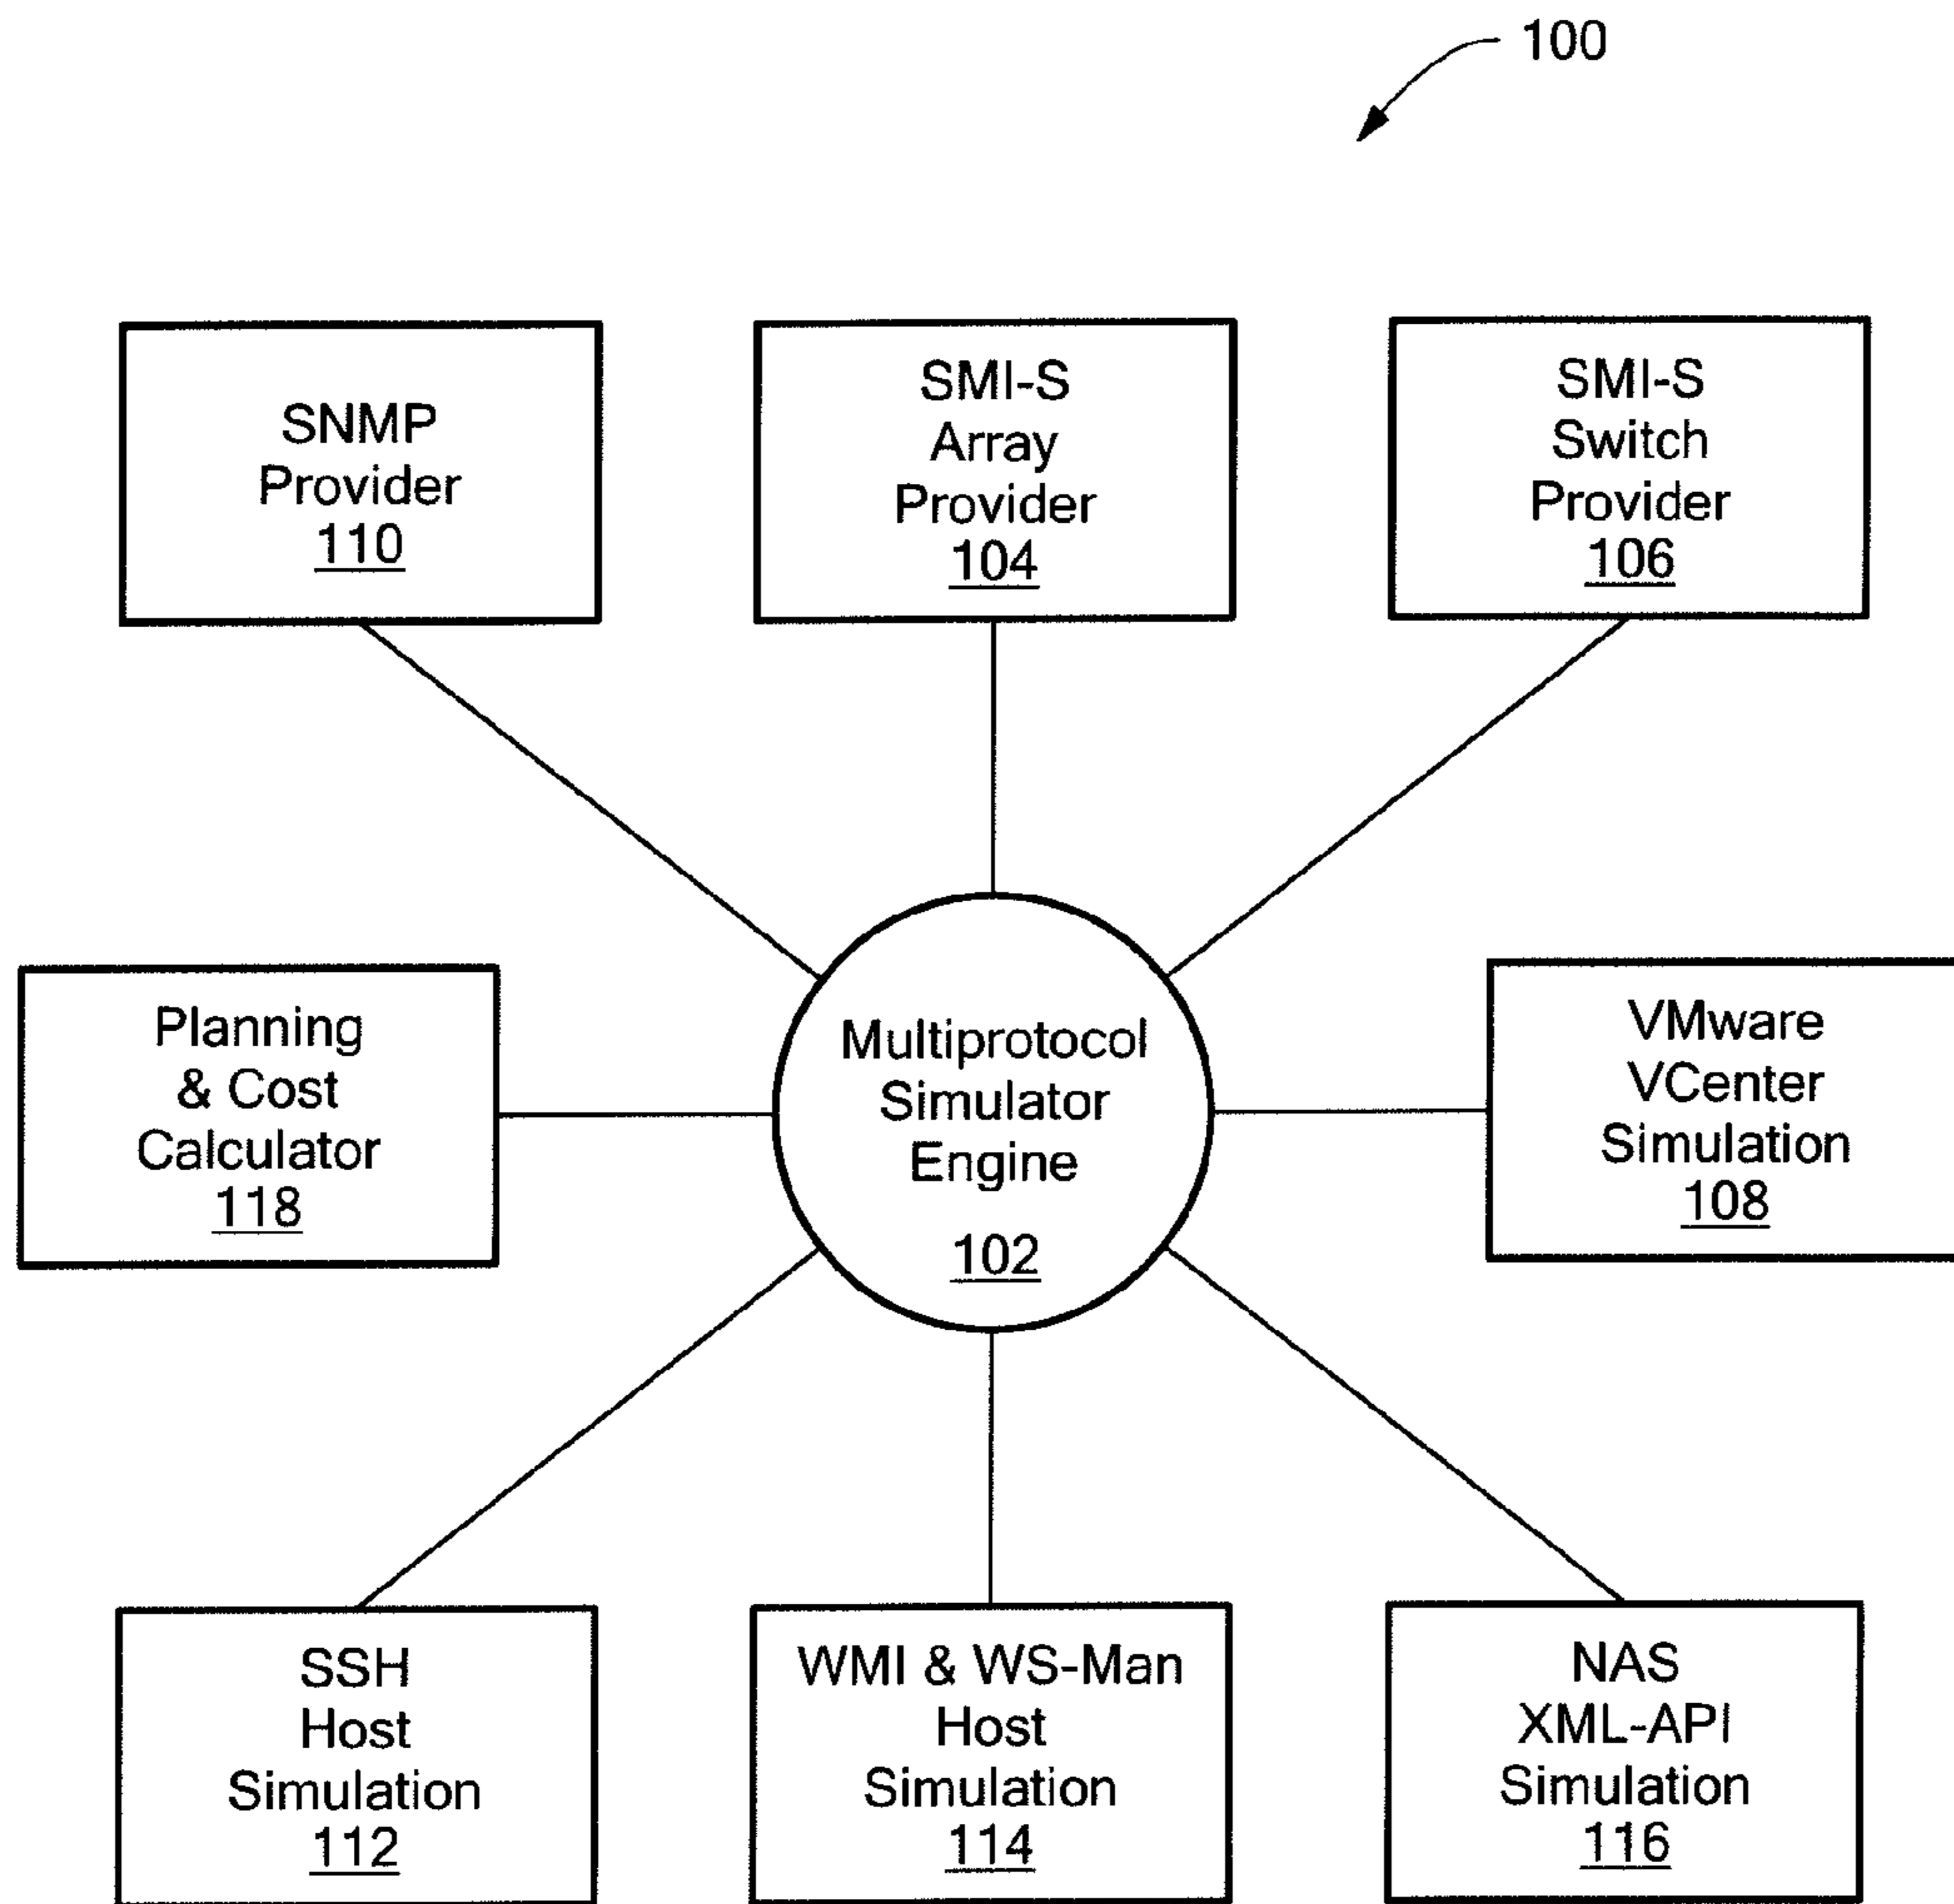 100
SNMP
Provider
110
SMI-S
Array
Provider
104
SMI-S
Switch
Provider
106
Planning
& Cost
Calculator
118
Multiprotocol
Simulator
Engine
102
VMware
VCenter
Simulation
108
SSH
Host
Simulation
112
WMI & WS-Man
Host
Simulation
114
NAS
XML-API
Simulation
116